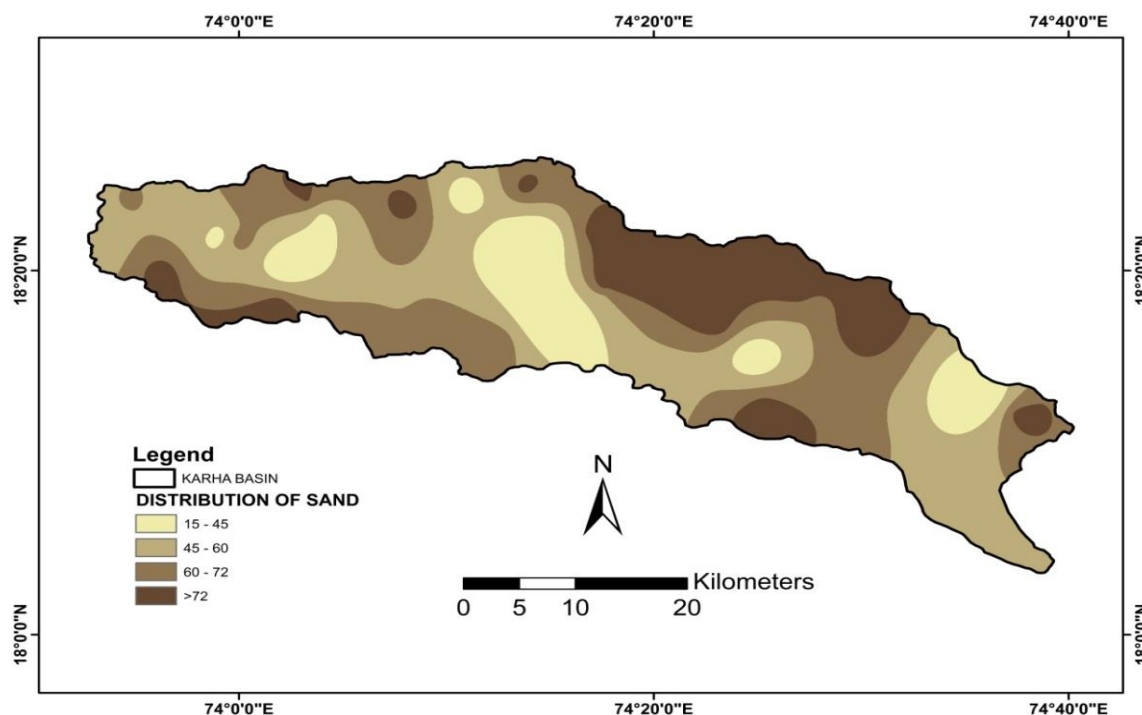 74°0'0"E 74°20'0"E 74°40'0"E
18°20'0"N 18°20'0"N
Legend
KARHA BASIN
DISTRIBUTION OF SAND
15 - 45
45 - 60
60 - 72
>72
N
Kilometers
0 5 10 20
18°0'0"N 18°0'0"N
74°0'0"E 74°20'0"E 74°40'0"E